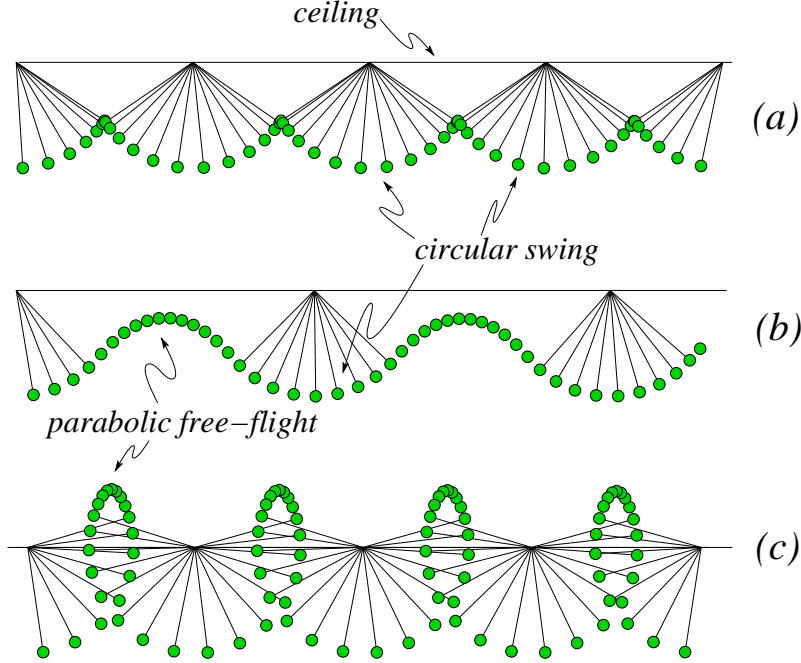 ceiling
(a)
circular swing
(b)
parabolic free–flight
(c)